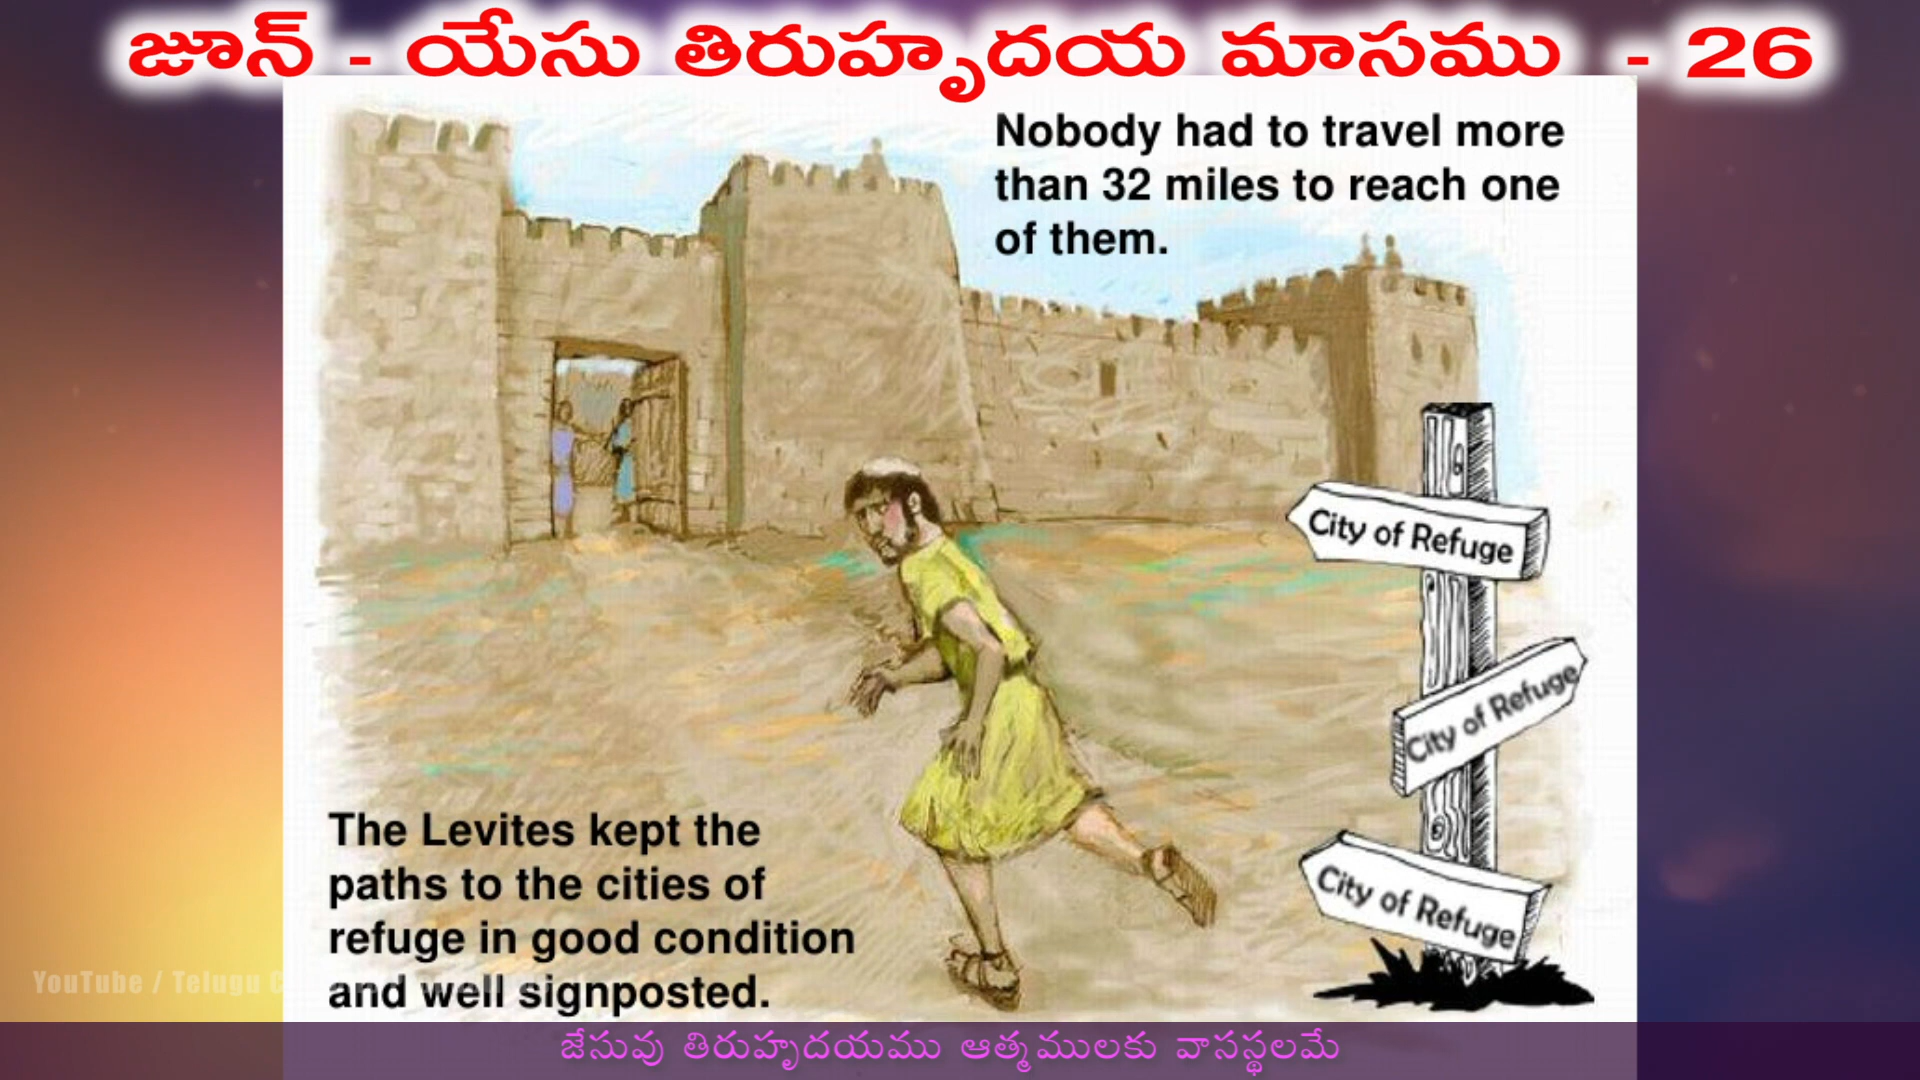 జూన్ - యేసు తిరుహృదయ మాసము - 26
Nobody had to travel more
than 32 miles to reach one
of them.
City of Refuge
City of Refuge
City of Refuge
The Levites kept the
paths to the cities of
refuge in good condition
and well signposted.
YouTube / Telugu
జేసువు తిరుహృదయము ఆత్మములకు వాసస్థలమే